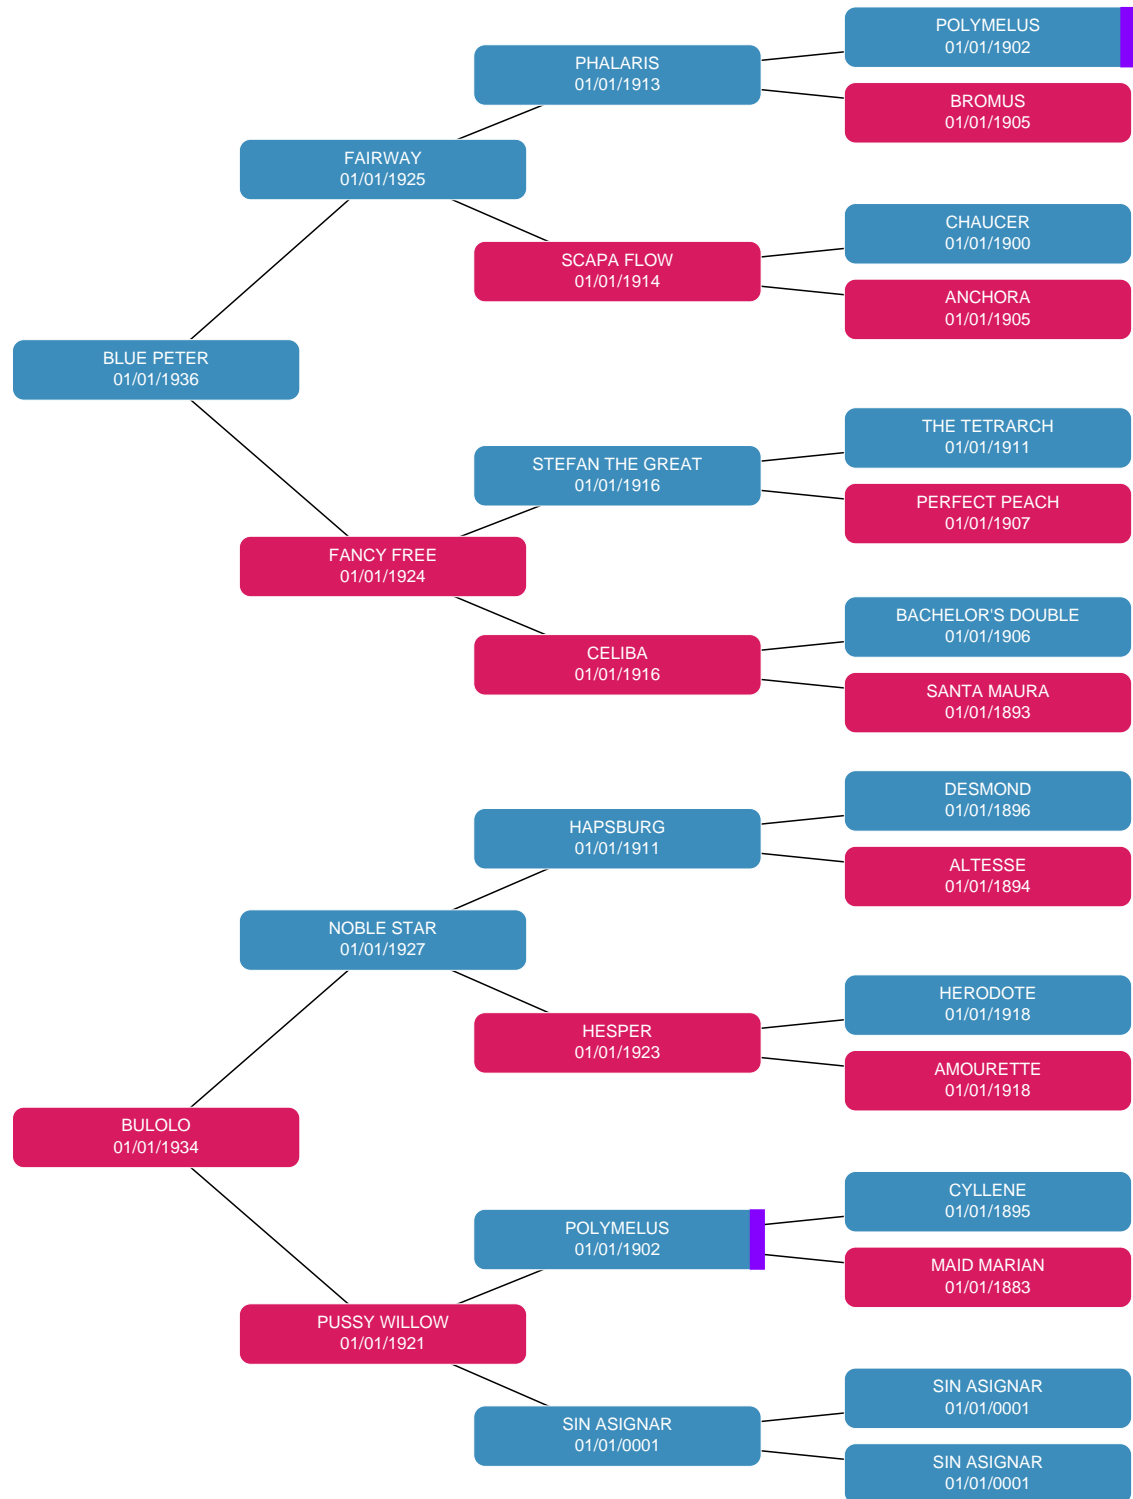 POLYMELUS
01/01/1902
PHALARIS
01/01/1913
BROMUS
01/01/1905
FAIRWAY
01/01/1925
CHAUCER
01/01/1900
SCAPA FLOW
01/01/1914
ANCHORA
01/01/1905
BLUE PETER
01/01/1936
THE TETRARCH
01/01/1911
STEFAN THE GREAT
01/01/1916
PERFECT PEACH
01/01/1907
FANCY FREE
01/01/1924
BACHELOR'S DOUBLE
01/01/1906
CELIBA
01/01/1916
SANTA MAURA
01/01/1893
DESMOND
01/01/1896
HAPSBURG
01/01/1911
ALTESSE
01/01/1894
NOBLE STAR
01/01/1927
HERODOTE
01/01/1918
HESPER
01/01/1923
AMOURETTE
01/01/1918
BULOLO
01/01/1934
CYLLENE
01/01/1895
POLYMELUS
01/01/1902
MAID MARIAN
01/01/1883
PUSSY WILLOW
01/01/1921
SIN ASIGNAR
01/01/0001
SIN ASIGNAR
01/01/0001
SIN ASIGNAR
01/01/0001